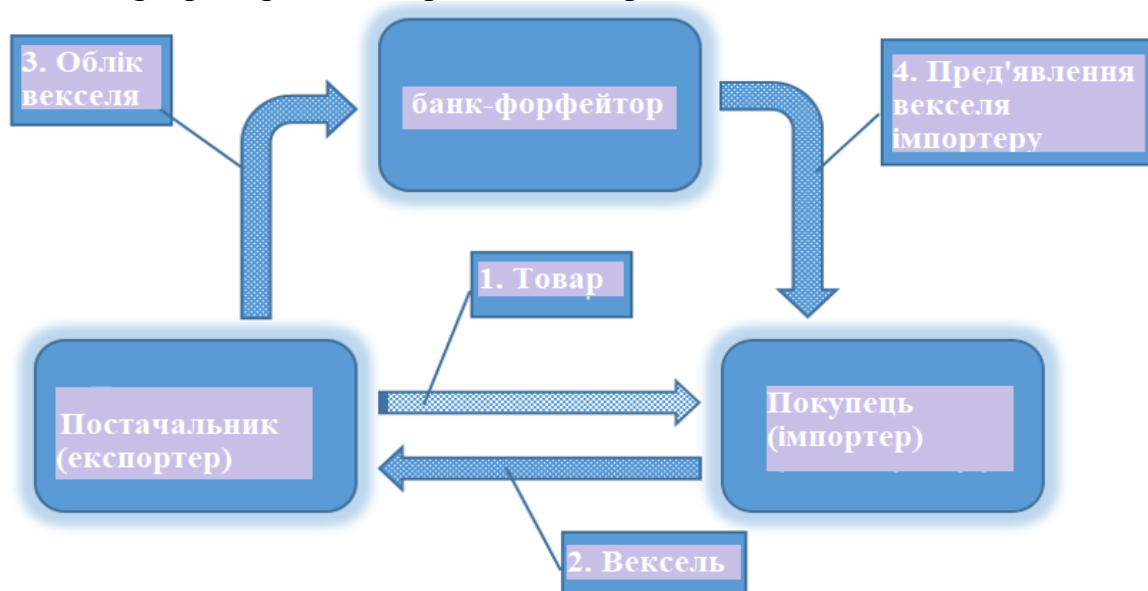 3. Облік
векселя
банк-форфейтор
4. Пред'явлення
векселя
імпортеру
1. Товар
Постачальник
(експортер)
Покупець
(імпортер)
2. Вексель